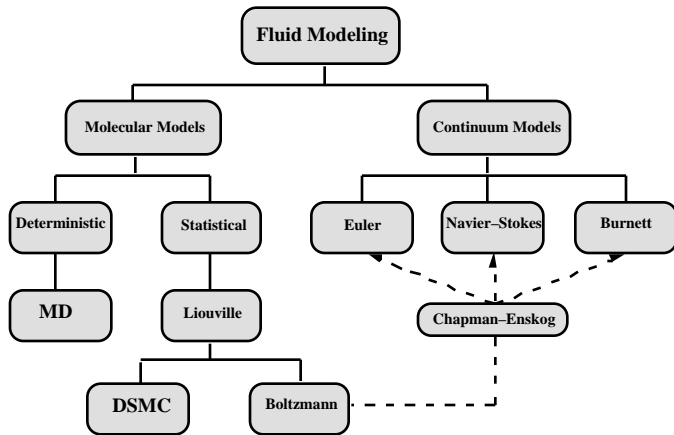 Fluid Modeling
Molecular Models
Continuum Models
Deterministic
Statistical
Euler
Navier–Stokes
Burnett
MD
Liouville
Chapman–Enskog
DSMC
Boltzmann